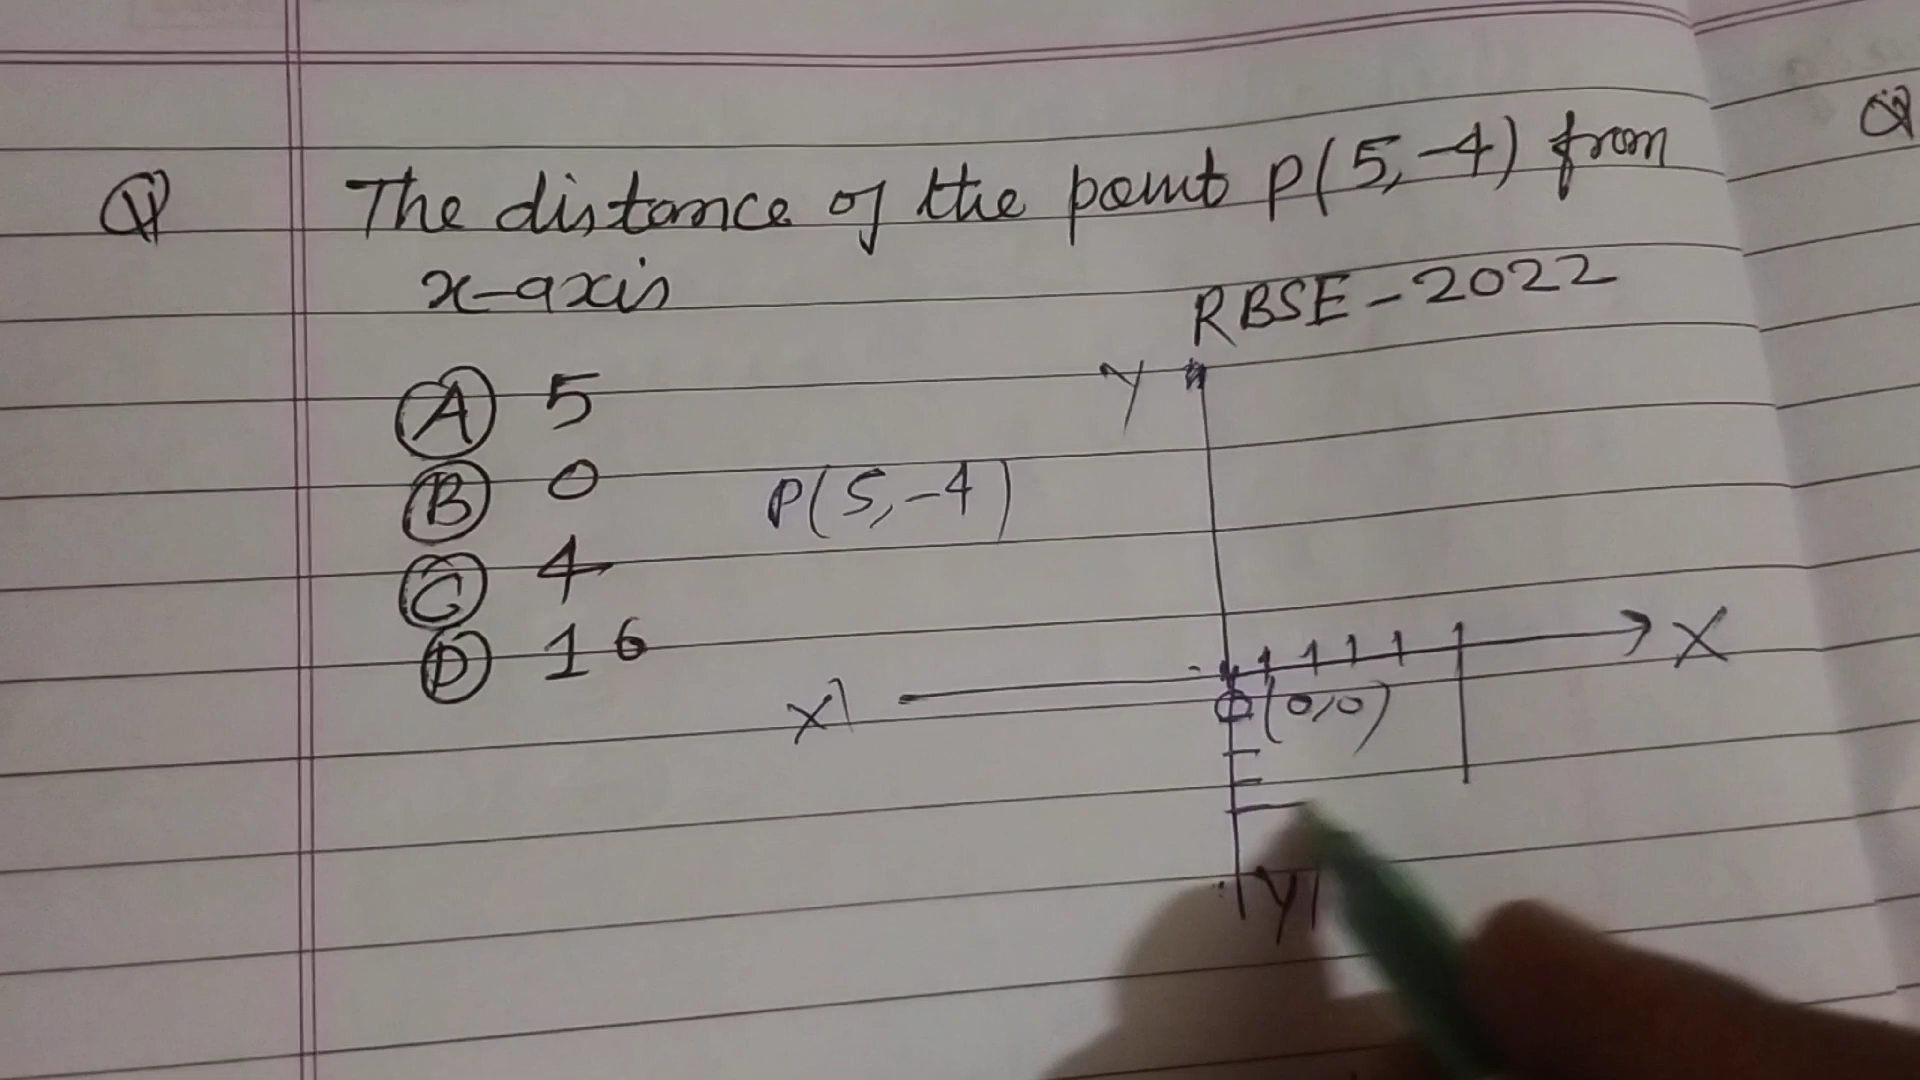 Q The distance of the point P(5,-4) from
x-axis
RBSE-2022
A 5
B 0
C 4
D 16
P(5,-4)
Y
X
X'
O(0,0)
Y'
Q